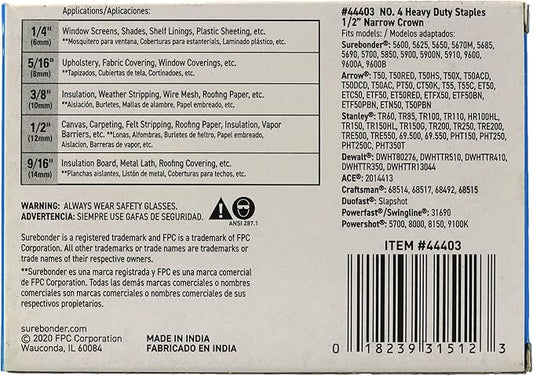 Applications/Aplicaciones:
1/4" (6mm) Window Screens, Shades, Shelf Linings, Plastic Sheeting, etc.
**Mosquitero para ventana, Coberturas para estanterials, Laminado plástico, etc.
5/16" (8mm) Upholstery, Fabric Covering, Window Coverings, etc.
**Tapizados, Cubiertas de tela, Cortinadoes, etc.
3/8" (10mm) Insulation, Weather Stripping, Wire Mesh, Roofing Paper, etc.
**Aislación, Burletes, Mallas de alambre, Papel embreado, etc.
1/2" (12mm) Canvas, Carpeting, Felt Stripping, Roofing Paper, Insulation, Vapor
Barriers, etc. **Lonas, Alfombras, Burletes de heltro, Papel embreado,
Aislacion, Barreras de vapor, etc.
9/16" (14mm) Insulation Board, Metal Lath, Roofing Covering, etc.
**Planchas aislantes, Listón de metal, Coberturas para techos, etc.
WARNING: ALWAYS WEAR SAFETY GLASSES.
ADVERTENCIA: SIEMPRE USE GAFAS DE SEGURIDAD.
ANSI Z87.1
Surebonder is a registered trademark and FPC is a trademark of FPC
Corporation. All other trademarks or trade names are trademarks or
trade names of their respective owners.
**Surebonder es una marca registrada y FPC es una marca comercial
de FPC Corporation. Todas las demás marcas comerciales o nombres
comerciales son marcas comerciales o nombres comerciales de sus
respectivos propietarios.
surebonder.com
© 2020 FPC Corporation
Wauconda, IL 60084
MADE IN INDIA
FABRICADO EN INDIA
#44403 NO. 4 Heavy Duty Staples
1/2" Narrow Crown
Fits models: / Modelos adaptados:
Surebonder®: 5600, 5625, 5650, 5670M, 5685,
5690, 5700, 5850, 5900, 5900N, 5910, 9600,
9600A, 9600B
Arrow®: T50, T50RED, T50HS, T50X, T50ACD,
T50DCD, T50AC, PT50, CT50K, T55, T55C, ET50,
ETC50, ETF50, ET50RED, ETFX50, ETF50BN,
ETF50PBN, ETN50, T50PBN
Stanley®: TR60, TR85, TR100, TR110, HR100HL,
TR150, TR150HL, TR150G, TR200, TR250, TRE200,
TRE500, TRE550, 69.500, 69.550, PHT150, PHT250,
PHT250C, PHT350T
Dewalt®: DWHT80276, DWHTTR510, DWHTTR410,
DWHTTR350, DWHTTR13044
ACE®: 2014413
Craftsman®: 68514, 68517, 68492, 68515
Duofast®: Slapshot
Powerfast®/Swingline®: 31690
Powershot®: 5700, 8000, 8150, 9100K
ITEM #44403
0 18239 31512 3